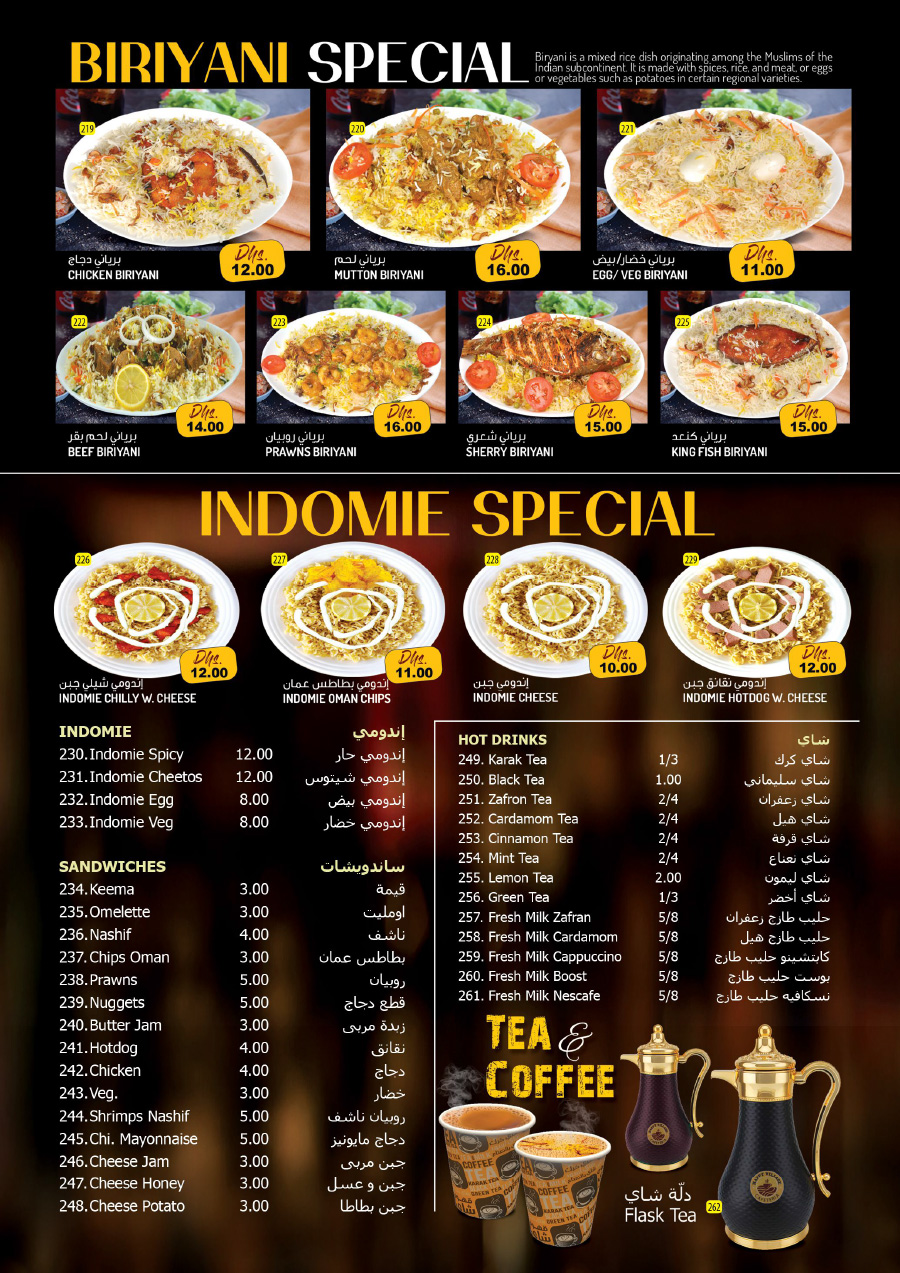 BIRIYANI SPECIAL
Biryani is a mixed rice dish originating among the Muslims of the
Indian subcontinent. It is made with spices, rice, and meat, or eggs
or vegetables such as potatoes in certain regional varieties.
219
Dhs.
12.00
برياني دجاج
CHICKEN BIRIYANI
220
Dhs.
16.00
برياني لحم
MUTTON BIRIYANI
221
Dhs.
11.00
برياني خضار/بيض
EGG/ VEG BIRIYANI
222
Dhs.
14.00
برياني لحم بقر
BEEF BIRIYANI
223
Dhs.
16.00
برياني روبيان
PRAWNS BIRIYANI
224
Dhs.
15.00
برياني شعري
SHERRY BIRIYANI
225
Dhs.
15.00
برياني كنعد
KING FISH BIRIYANI
INDOMIE SPECIAL
226
Dhs.
12.00
إندومي شيلي جبن
INDOMIE CHILLY W. CHEESE
227
Dhs.
11.00
إندومي بطاطس عمان
INDOMIE OMAN CHIPS
228
Dhs.
10.00
إندومي جبن
INDOMIE CHEESE
229
Dhs.
12.00
إندومي نقانق جبن
INDOMIE HOTDOG W. CHEESE
INDOMIE إندومي
230.Indomie Spicy 12.00 إندومي حار
231.Indomie Cheetos 12.00 إندومي شيتوس
232.Indomie Egg 8.00 إندومي بيض
233.Indomie Veg 8.00 إندومي خضار
SANDWICHES ساندويشات
234.Keema 3.00 قيمة
235.Omelette 3.00 اومليت
236.Nashif 4.00 ناشف
237.Chips Oman 3.00 بطاطس عمان
238.Prawns 5.00 روبيان
239.Nuggets 5.00 قطع دجاج
240.Butter Jam 3.00 زبدة مربى
241.Hotdog 4.00 نقانق
242.Chicken 4.00 دجاج
243.Veg. 3.00 خضار
244.Shrimps Nashif 5.00 روبيان ناشف
245.Chi. Mayonnaise 5.00 دجاج مايونيز
246.Cheese Jam 3.00 جبن مربى
247.Cheese Honey 3.00 جبن و عسل
248.Cheese Potato 3.00 جبن بطاطا
HOT DRINKS شاي
249. Karak Tea 1/3 شاي كرك
250. Black Tea 1.00 شاي سليماني
251. Zafron Tea 2/4 شاي زعفران
252. Cardamom Tea 2/4 شاي هيل
253. Cinnamon Tea 2/4 شاي قرفة
254. Mint Tea 2/4 شاي نعناع
255. Lemon Tea 2.00 شاي ليمون
256. Green Tea 1/3 شاي أخضر
257. Fresh Milk Zafran 5/8 حليب طازج زعفران
258. Fresh Milk Cardamom 5/8 حليب طازج هيل
259. Fresh Milk Cappuccino 5/8 كابتشينو حليب طازج
260. Fresh Milk Boost 5/8 بوست حليب طازج
261. Fresh Milk Nescafe 5/8 نسكافيه حليب طازج
TEA &
COFFEE
COFFEE
KARAK TEA
GREEN TEA
COFFEE
KARAK TEA
GREEN TEA
دلّة شاي
Flask Tea
262